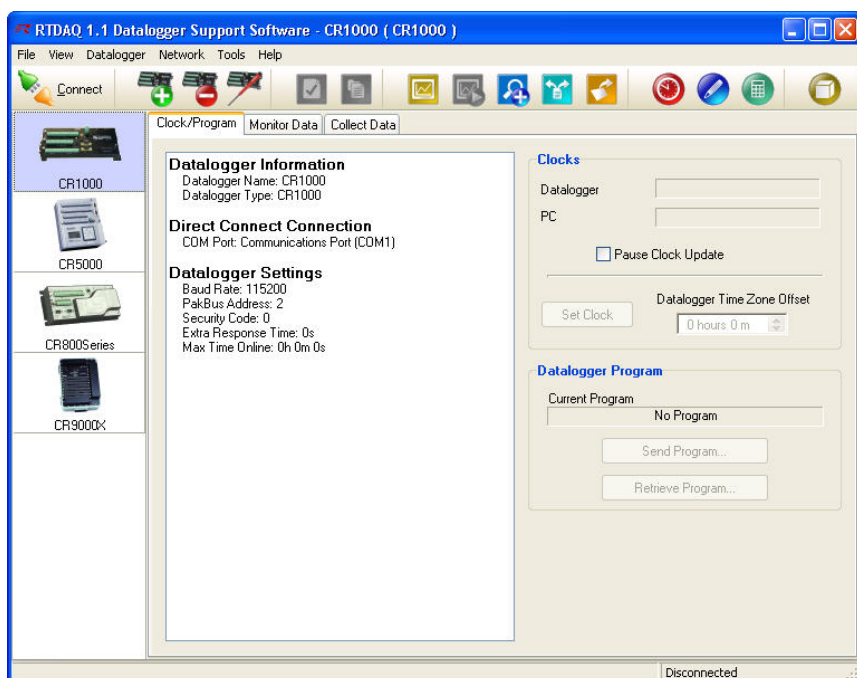 RTDAQ 1.1 Datalogger Support Software - CR1000 ( CR1000 )
File View Datalogger Network Tools Help
Connect
CR1000
CR5000
CR800Series
CR9000X
Clock/Program Monitor Data Collect Data
Datalogger Information
Datalogger Name: CR1000
Datalogger Type: CR1000
Direct Connect Connection
COM Port: Communications Port (COM1)
Datalogger Settings
Baud Rate: 115200
PakBus Address: 2
Security Code: 0
Extra Response Time: 0s
Max Time Online: 0h 0m 0s
Clocks
Datalogger
PC
Pause Clock Update
Set Clock
Datalogger Time Zone Offset
0 hours 0 m
Datalogger Program
Current Program
No Program
Send Program...
Retrieve Program...
Disconnected